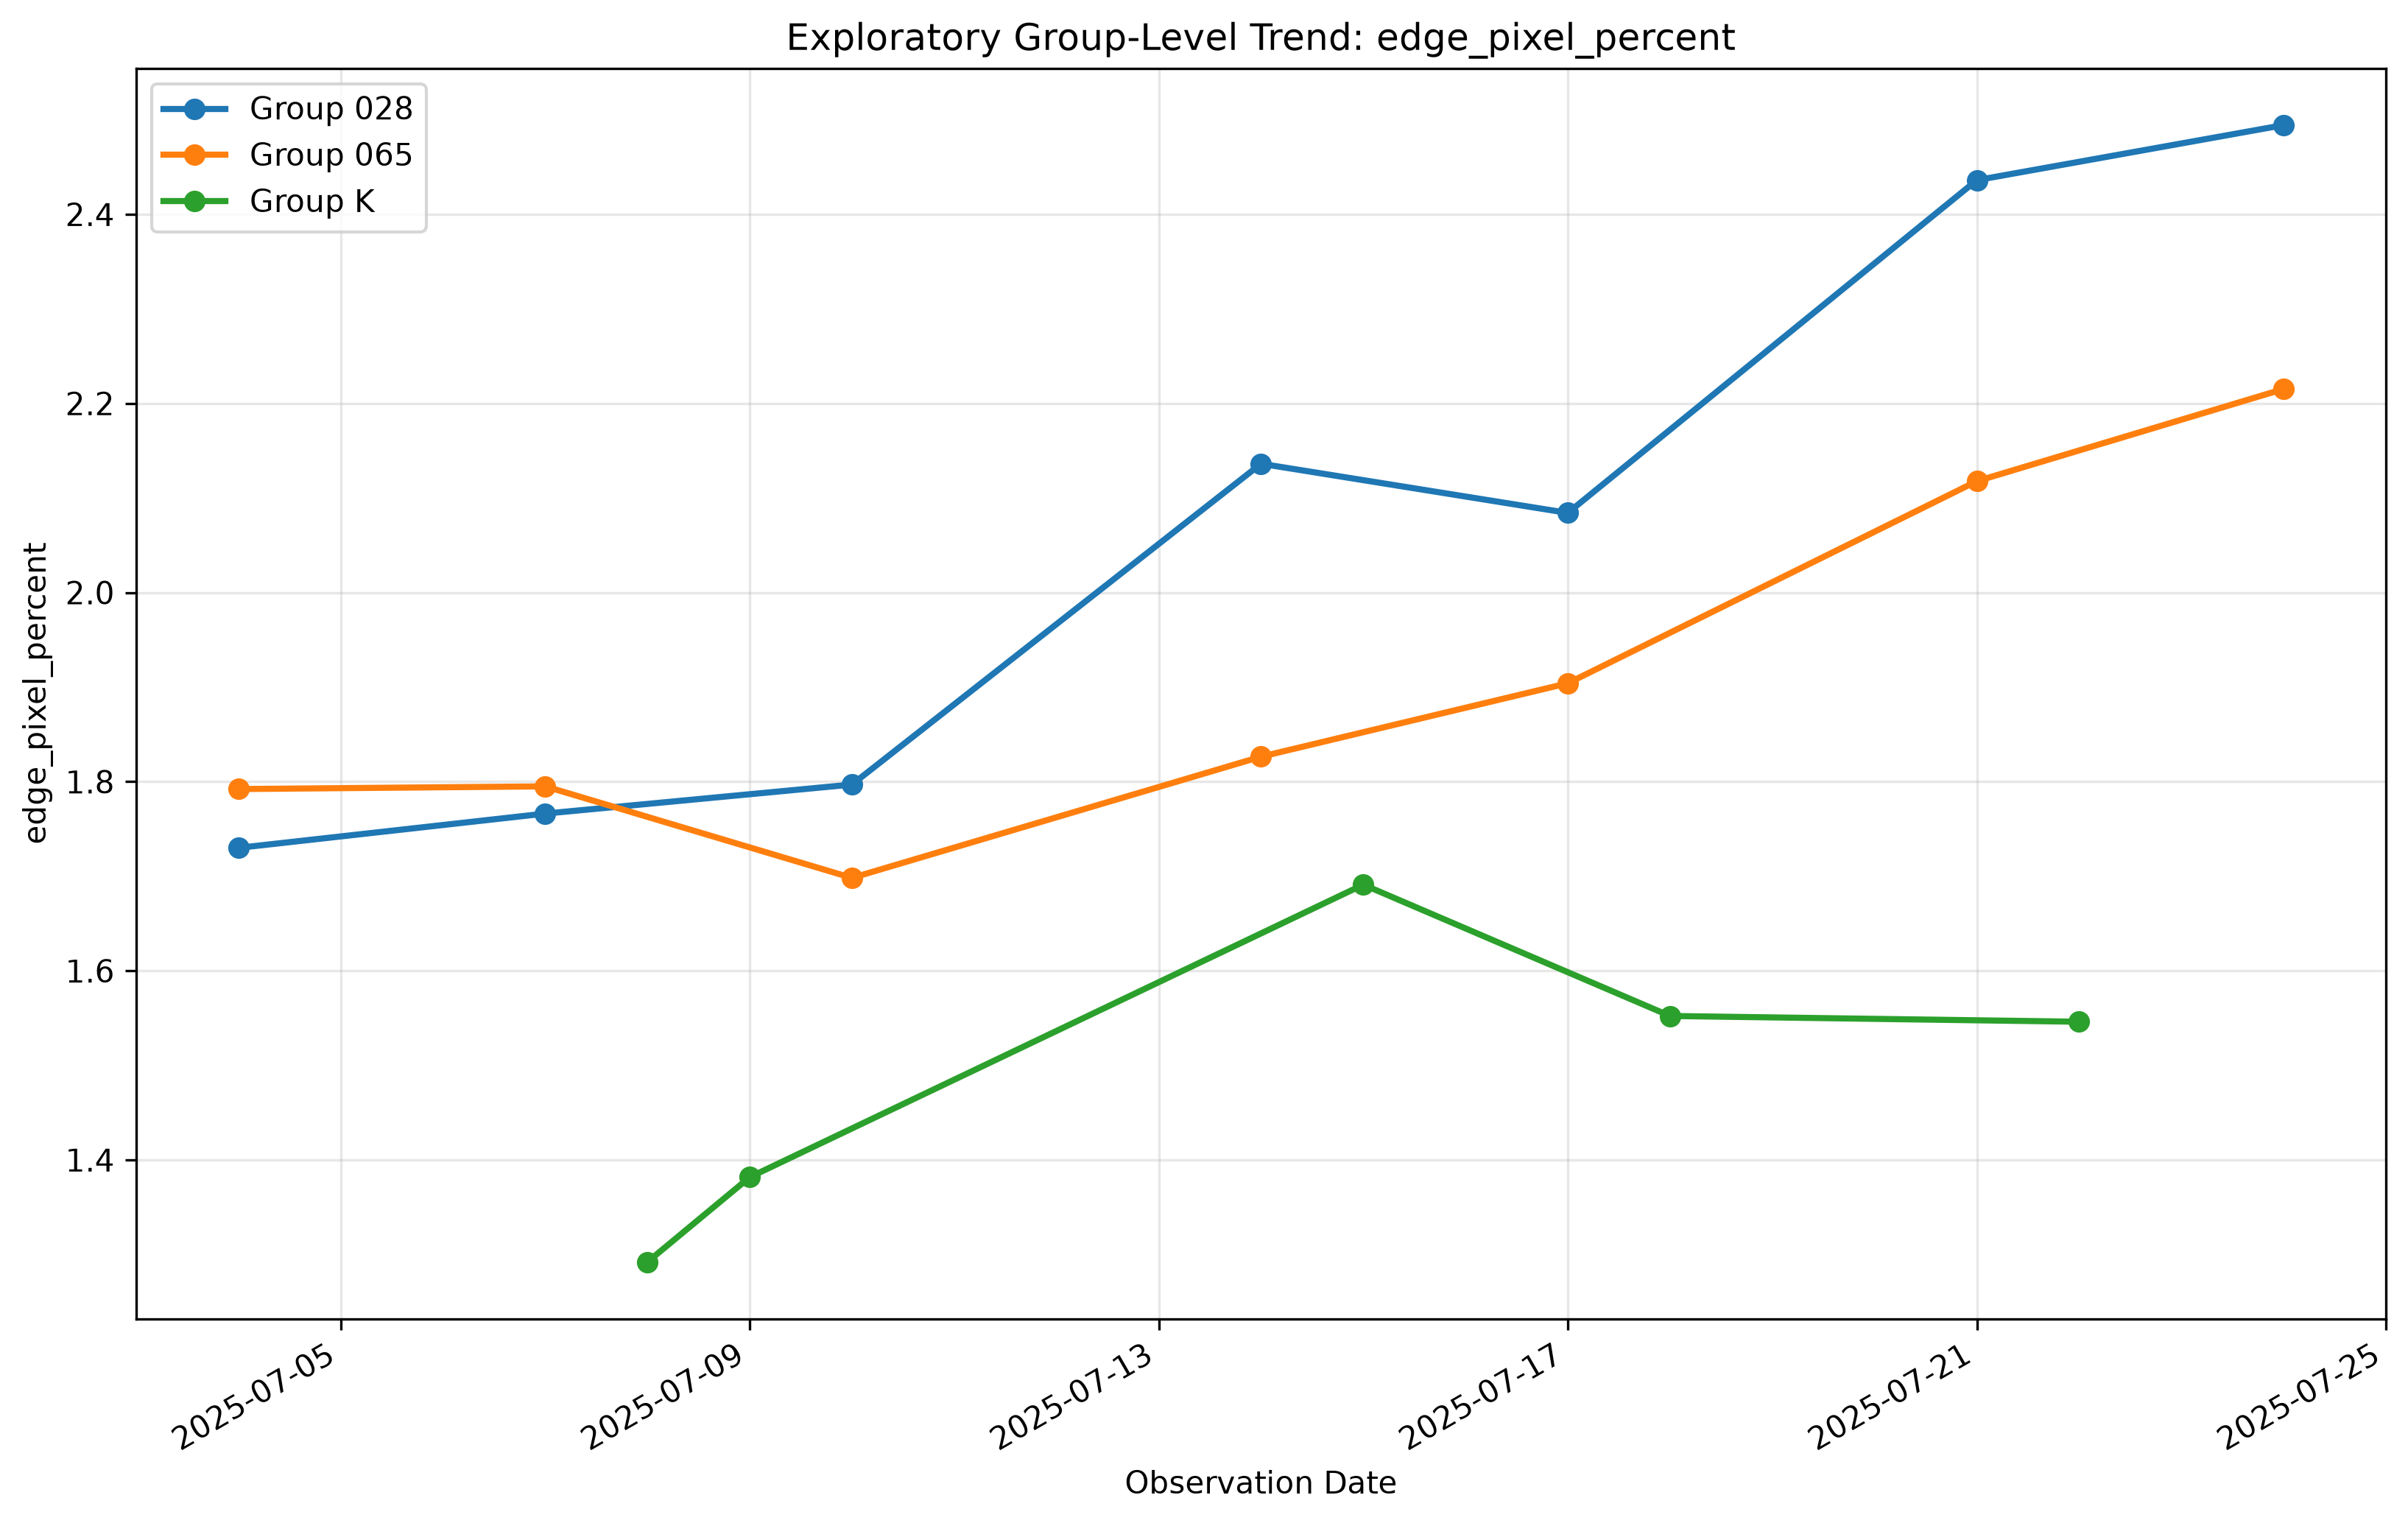 Exploratory Group-Level Trend: edge_pixel_percent
Group 028
Group 065
Group K
edge_pixel_percent
2.4
2.2
2.0
1.8
1.6
1.4
2025-07-05
2025-07-09
2025-07-13
2025-07-17
2025-07-21
2025-07-25
Observation Date